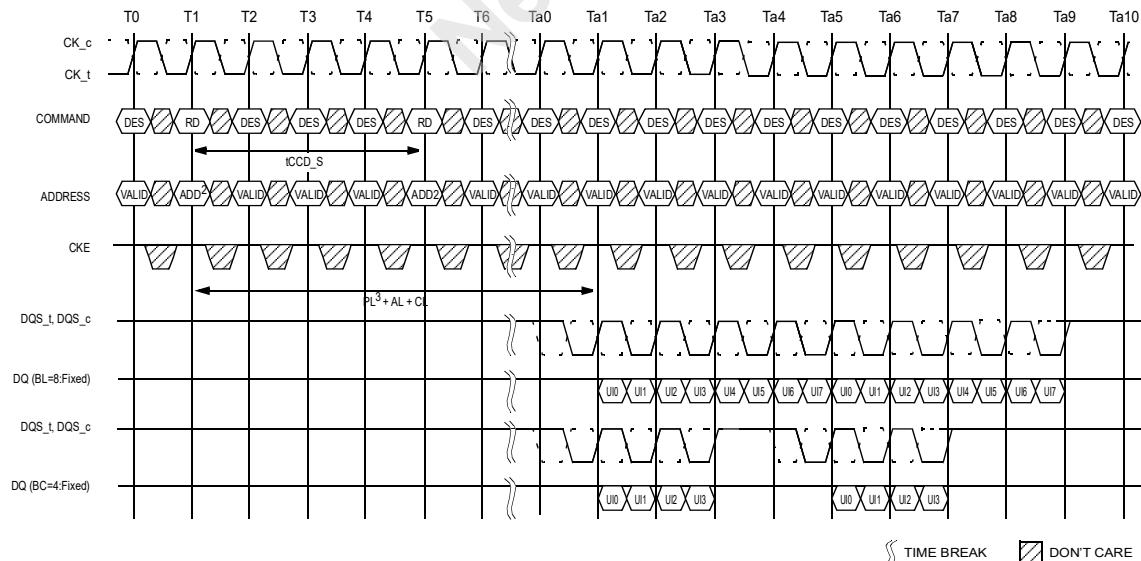 Ne
T0 T1 T2 T3 T4 T5 T6 Ta0 Ta1 Ta2 Ta3 Ta4 Ta5 Ta6 Ta7 Ta8 Ta9 Ta10
CK_c
CK_t
COMMAND DES RD DES DES DES RD DES DES DES DES DES DES DES DES DES DES DES DES
tCCD_S
ADDRESS VALID ADD2 VALID VALID VALID ADD2 VALID VALID VALID VALID VALID VALID VALID VALID VALID VALID VALID VALID
CKE
PL3 + AL + CL
DQS_t, DQS_c
DQ (BL=8:Fixed) UI0 UI1 UI2 UI3 UI4 UI5 UI6 UI7 UI0 UI1 UI2 UI3 UI4 UI5 UI6 UI7
DQS_t, DQS_c
DQ (BC=4:Fixed) UI0 UI1 UI2 UI3 UI0 UI1 UI2 UI3
TIME BREAK DON'T CARE